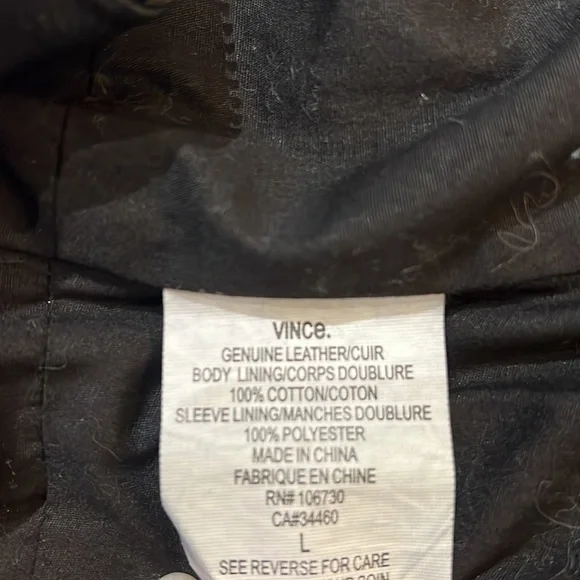 VINCe.
GENUINE LEATHER/CUIR
BODY LINING/CORPS DOUBLURE
100% COTTON/COTON
SLEEVE LINING/MANCHES DOUBLURE
100% POLYESTER
MADE IN CHINA
FABRIQUE EN CHINE
RN# 106730
CA#34460
L
SEE REVERSE FOR CARE
SOIN